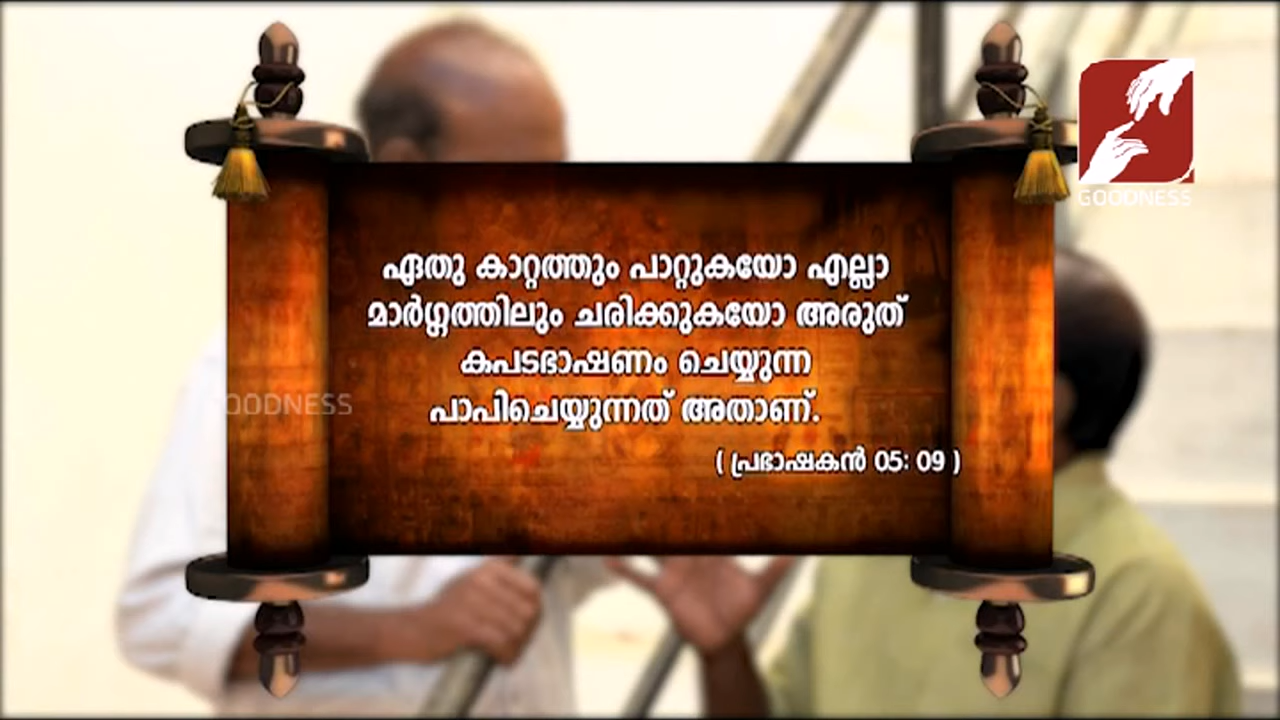 GOODNESS
ഏതു കാറ്റത്തും പാറ്റുകയോ എല്ലാ
മാർഗ്ഗത്തിലും ചരിക്കുകയോ അരുത്
കപടഭാഷണം ചെയ്യുന്ന
പാപിചെയ്യുന്നത് അതാണ്.
GOODNESS
( പ്രഭാഷകൻ 05: 09 )